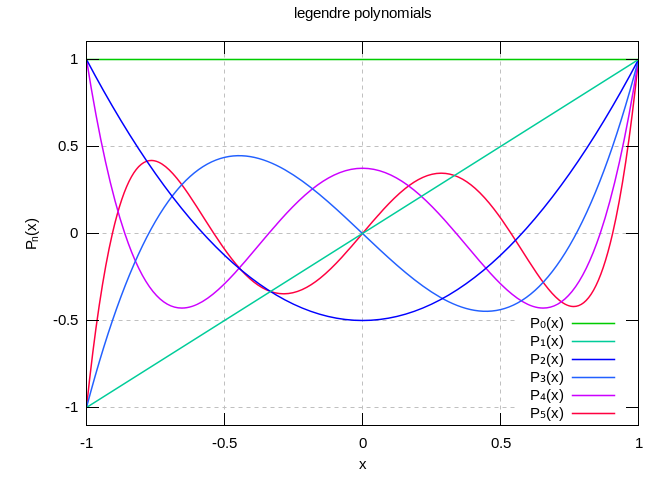 legendre polynomials
1
0.5
0
-0.5
-1
Pₙ(x)
-1
-0.5
0
0.5
1
x
P₀(x)
P₁(x)
P₂(x)
P₃(x)
P₄(x)
P₅(x)